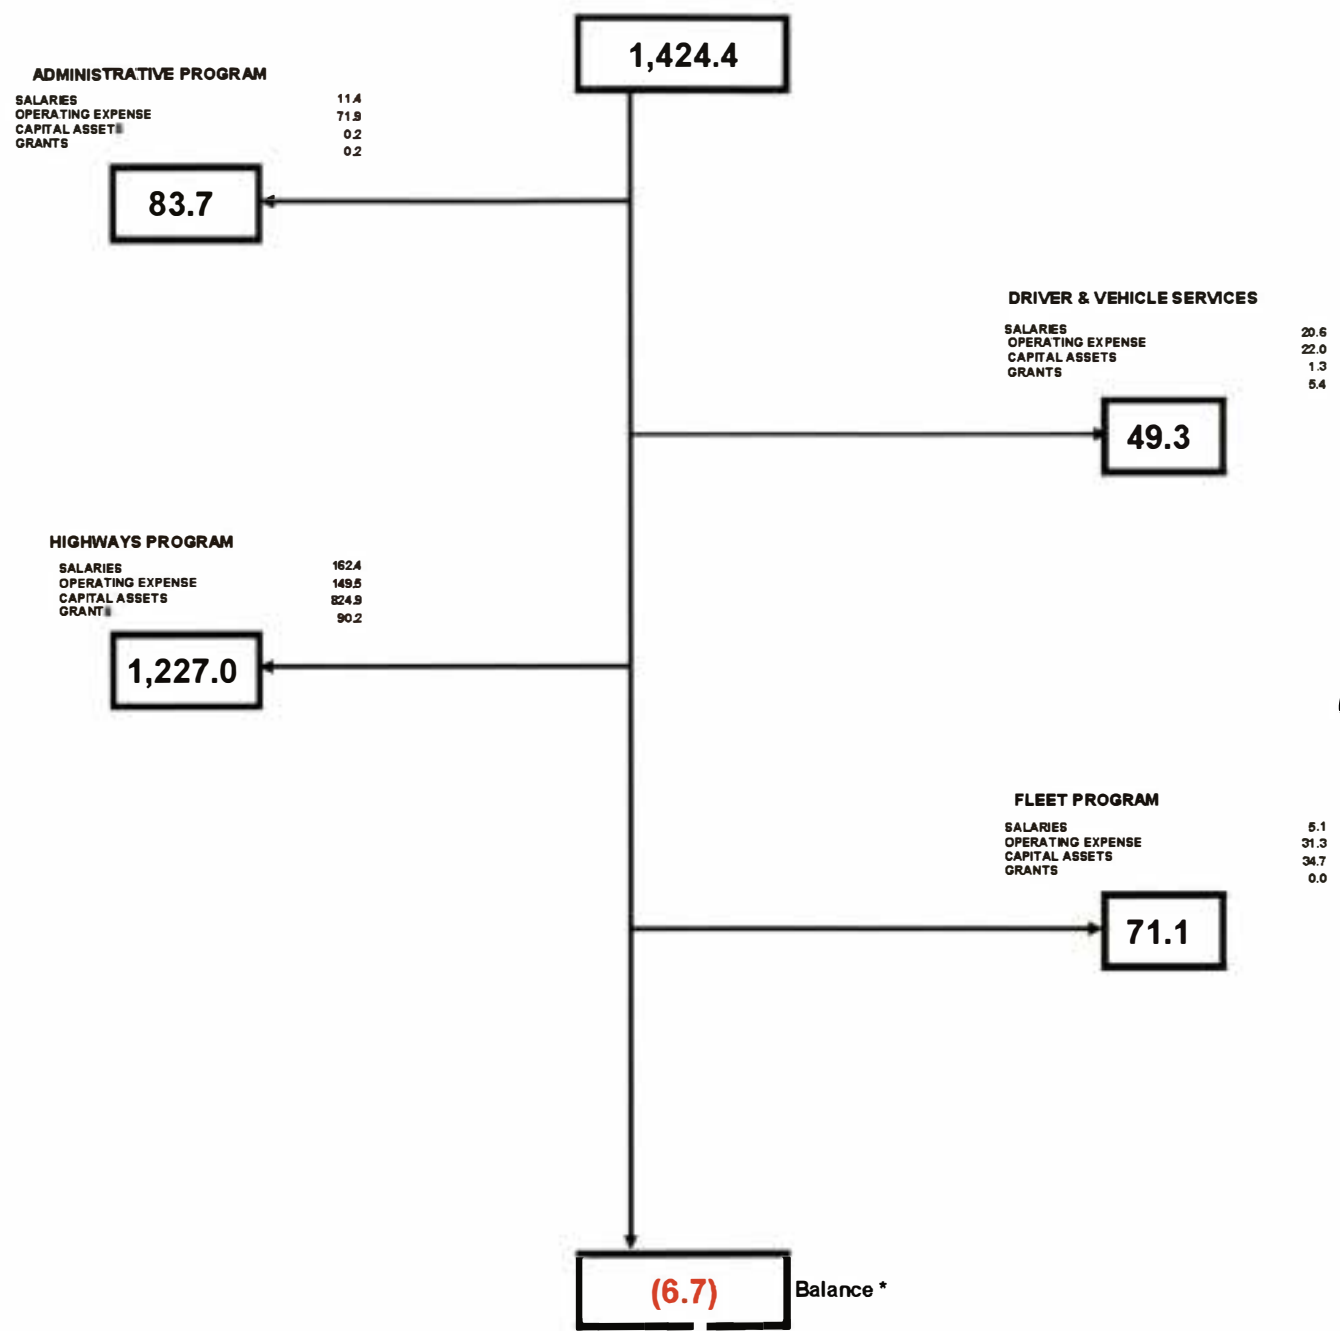 1,424.4
ADMINISTRATIVE PROGRAM
SALARIES 11.4
OPERATING EXPENSE 71.9
CAPITAL ASSETS 0.2
GRANTS 0.2
83.7
DRIVER & VEHICLE SERVICES
SALARIES 20.6
OPERATING EXPENSE 22.0
CAPITAL ASSETS 1.3
GRANTS 5.4
49.3
HIGHWAYS PROGRAM
SALARIES 162.4
OPERATING EXPENSE 149.5
CAPITAL ASSETS 824.9
GRANTS 90.2
1,227.0
FLEET PROGRAM
SALARIES 5.1
OPERATING EXPENSE 31.3
CAPITAL ASSETS 34.7
GRANTS 0.0
71.1
(6.7) Balance *